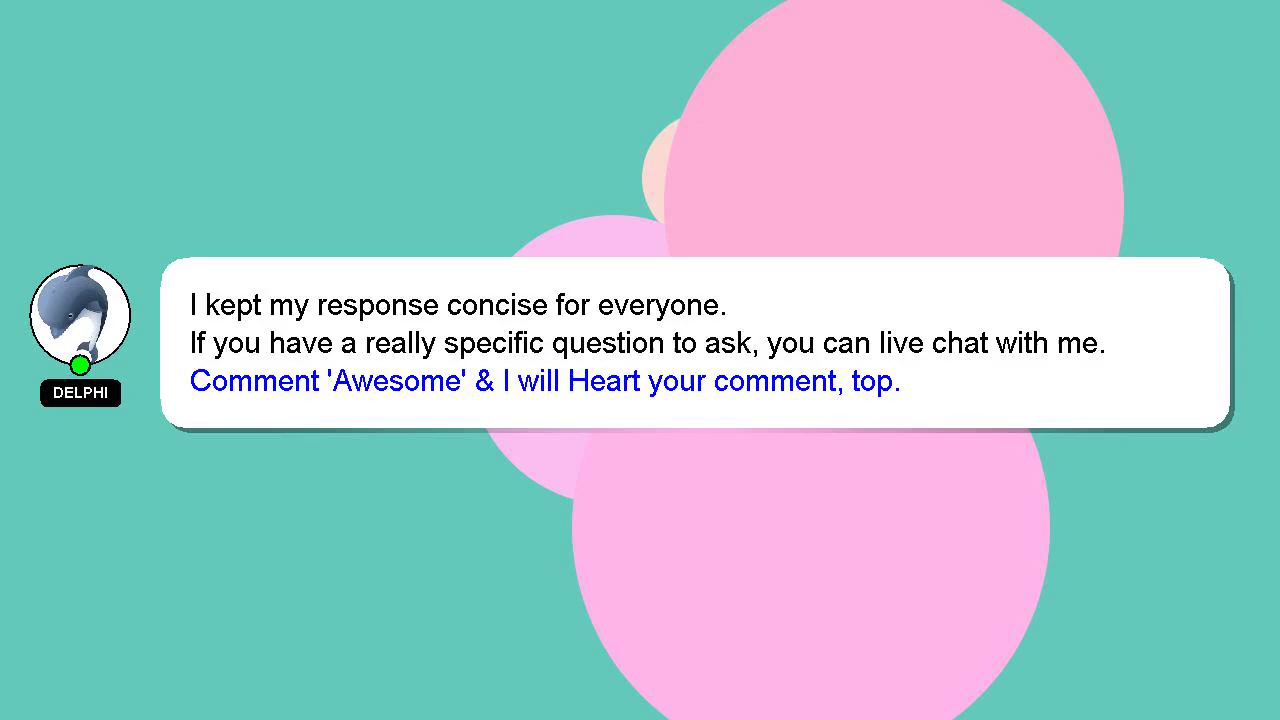 I kept my response concise for everyone.
If you have a really specific question to ask, you can live chat with me.
Comment 'Awesome' & I will Heart your comment, top.
DELPHI